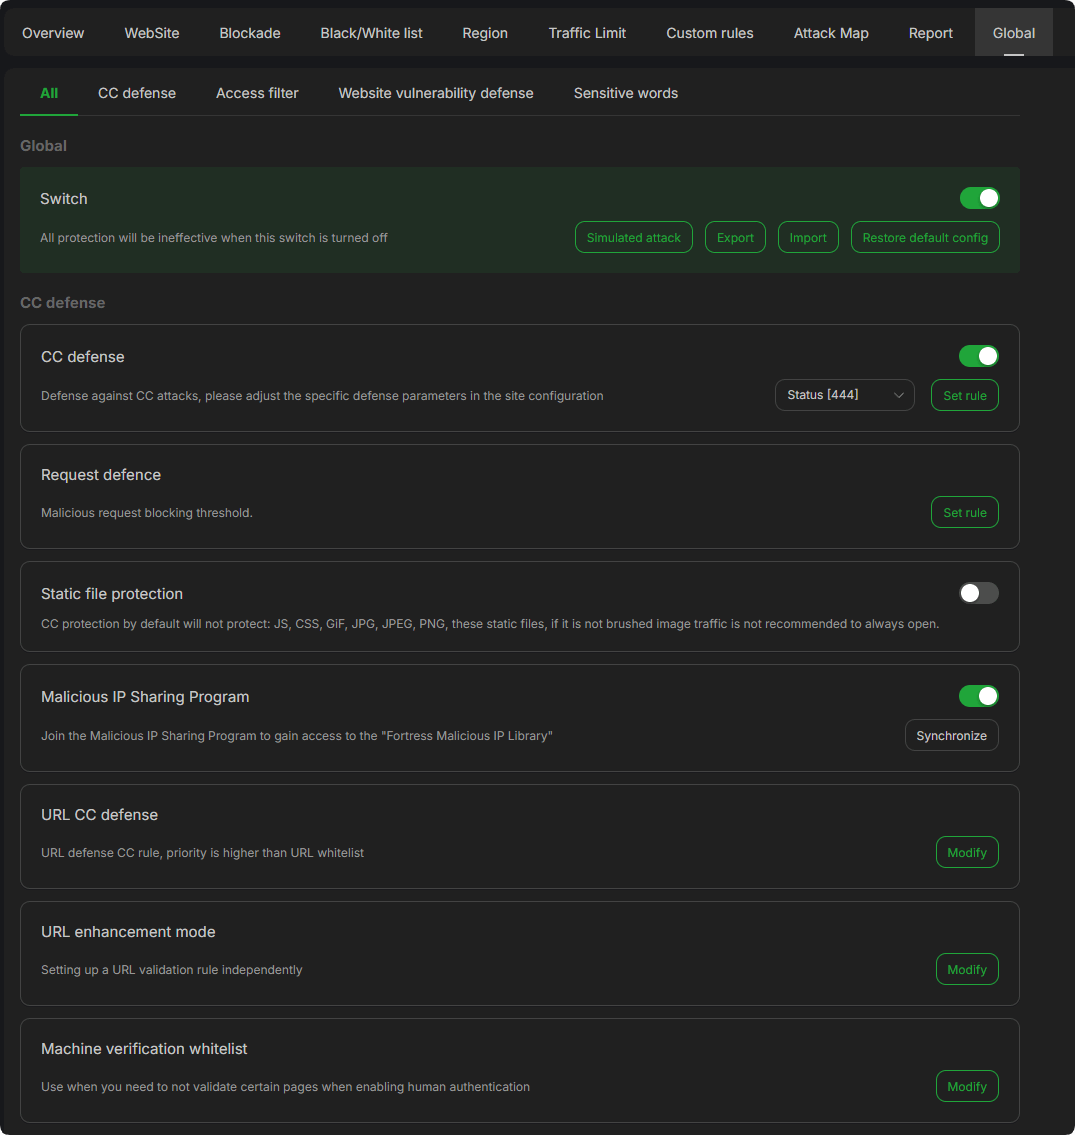 Overview WebSite Blockade Black/White list Region Traffic Limit Custom rules Attack Map Report Global
All CC defense Access filter Website vulnerability defense Sensitive words
Global
Switch
All protection will be ineffective when this switch is turned off Simulated attack Export Import Restore default config
CC defense
CC defense
Defense against CC attacks, please adjust the specific defense parameters in the site configuration Status [444] Set rule
Request defence
Malicious request blocking threshold. Set rule
Static file protection
CC protection by default will not protect: JS, CSS, GiF, JPG, JPEG, PNG, these static files, if it is not brushed image traffic is not recommended to always open.
Malicious IP Sharing Program
Join the Malicious IP Sharing Program to gain access to the "Fortress Malicious IP Library" Synchronize
URL CC defense
URL defense CC rule, priority is higher than URL whitelist Modify
URL enhancement mode
Setting up a URL validation rule independently Modify
Machine verification whitelist
Use when you need to not validate certain pages when enabling human authentication Modify